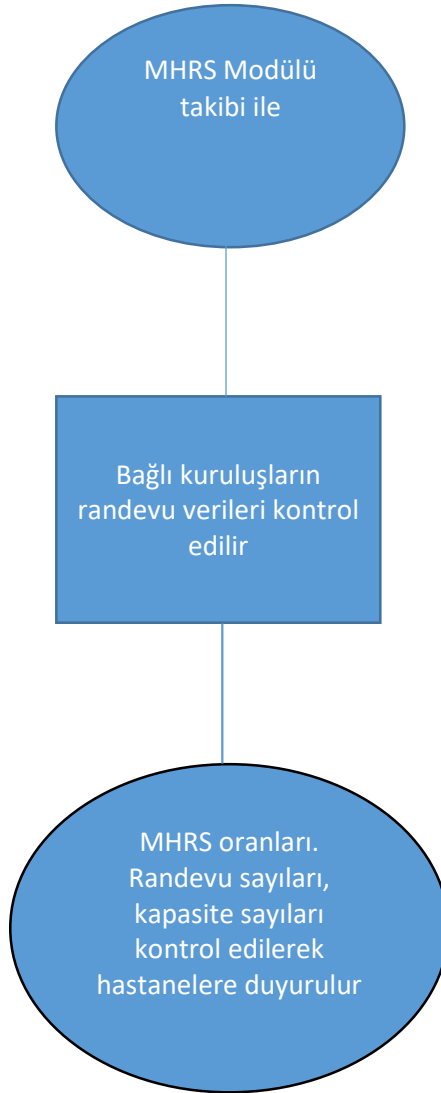 MHRS Modülü
takibi ile
Bağlı kuruluşların
randevu verileri kontrol
edilir
MHRS oranları.
Randevu sayıları,
kapasite sayıları
kontrol edilerek
hastanelere duyurulur